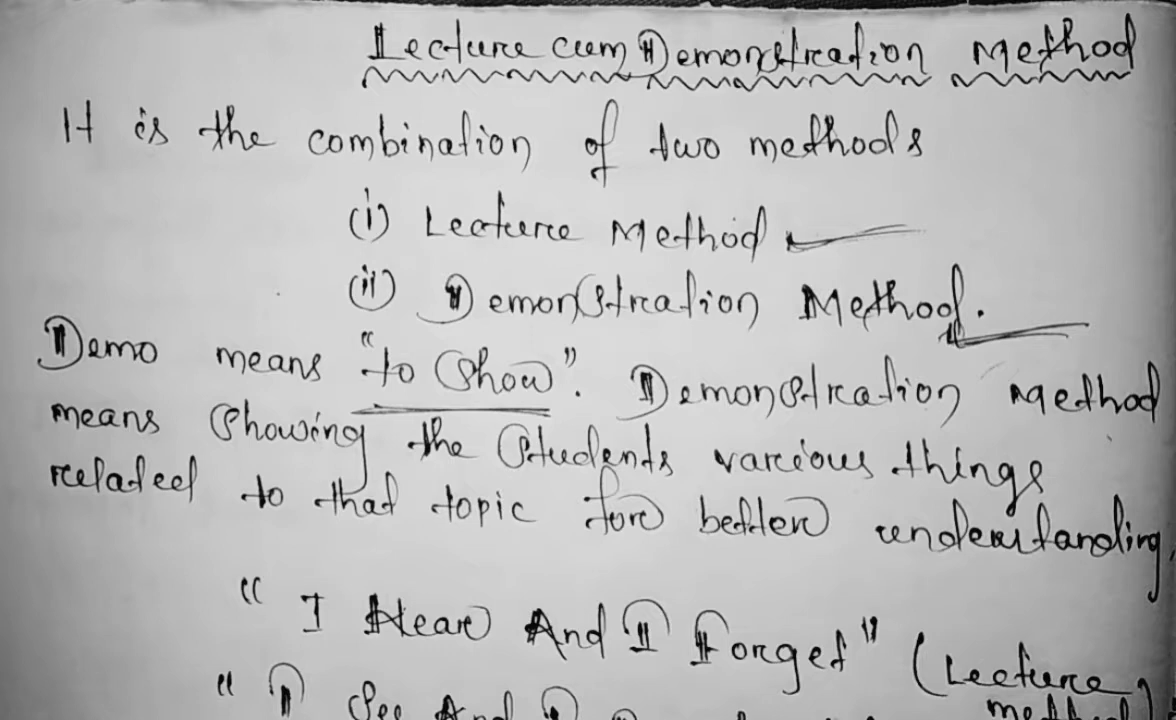 Lecture cum Demonstration Method
It is the combination of two methods
(i) Lecture Method
(ii) Demonstration Method.
Demo means "to Show". Demonstration Method
means Showing the Students various things
related to that topic for better understanding.
"I Hear And I Forget" (Lecture
"I See And I